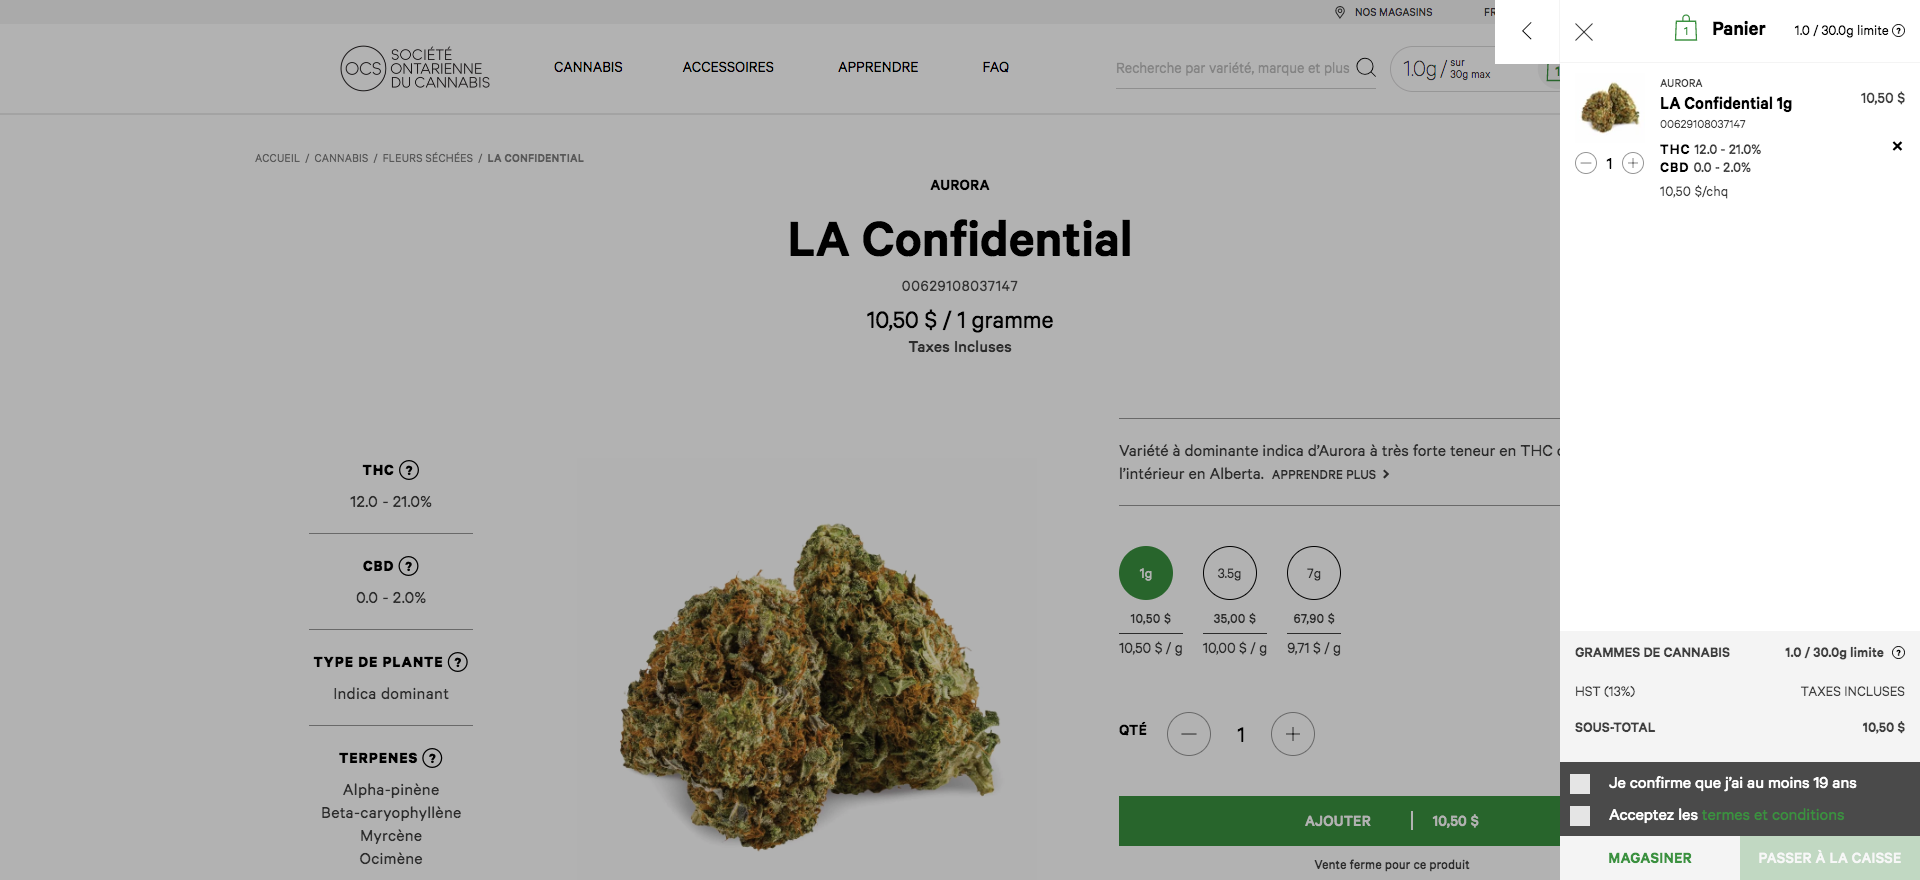 NOS MAGASINS
SOCIÉTÉ
OCS ONTARIENNE
DU CANNABIS
CANNABIS
ACCESSOIRES
APPRENDRE
FAQ
Recherche par variété, marque et plus
1.0g / sur
30g max
ACCUEIL / CANNABIS / FLEURS SÉCHÉES / LA CONFIDENTIAL
AURORA
LA Confidential
00629108037147
10,50 $ / 1 gramme
Taxes Incluses
THC ?
12.0 - 21.0%
CBD ?
0.0 - 2.0%
TYPE DE PLANTE ?
Indica dominant
TERPENES ?
Alpha-pinène
Beta-caryophyllène
Myrcène
Ocimène
Variété à dominante indica d'Aurora à très forte teneur en THC
l'intérieur en Alberta. APPRENDRE PLUS >
1g 3.5g 7g
10,50 $ 35,00 $ 67,90 $
10,50 $ / g 10,00 $ / g 9,71 $ / g
QTÉ — 1 +
AJOUTER | 10,50 $
Vente ferme pour ce produit
1 Panier 1.0 / 30.0g limite ?
AURORA
LA Confidential 1g 10,50 $
00629108037147
THC 12.0 - 21.0%
— 1 +
CBD 0.0 - 2.0%
10,50 $/chq
GRAMMES DE CANNABIS 1.0 / 30.0g limite ?
HST (13%) TAXES INCLUSES
SOUS-TOTAL 10,50 $
Je confirme que j'ai au moins 19 ans
Acceptez les termes et conditions
MAGASINER
PASSER À LA CAISSE